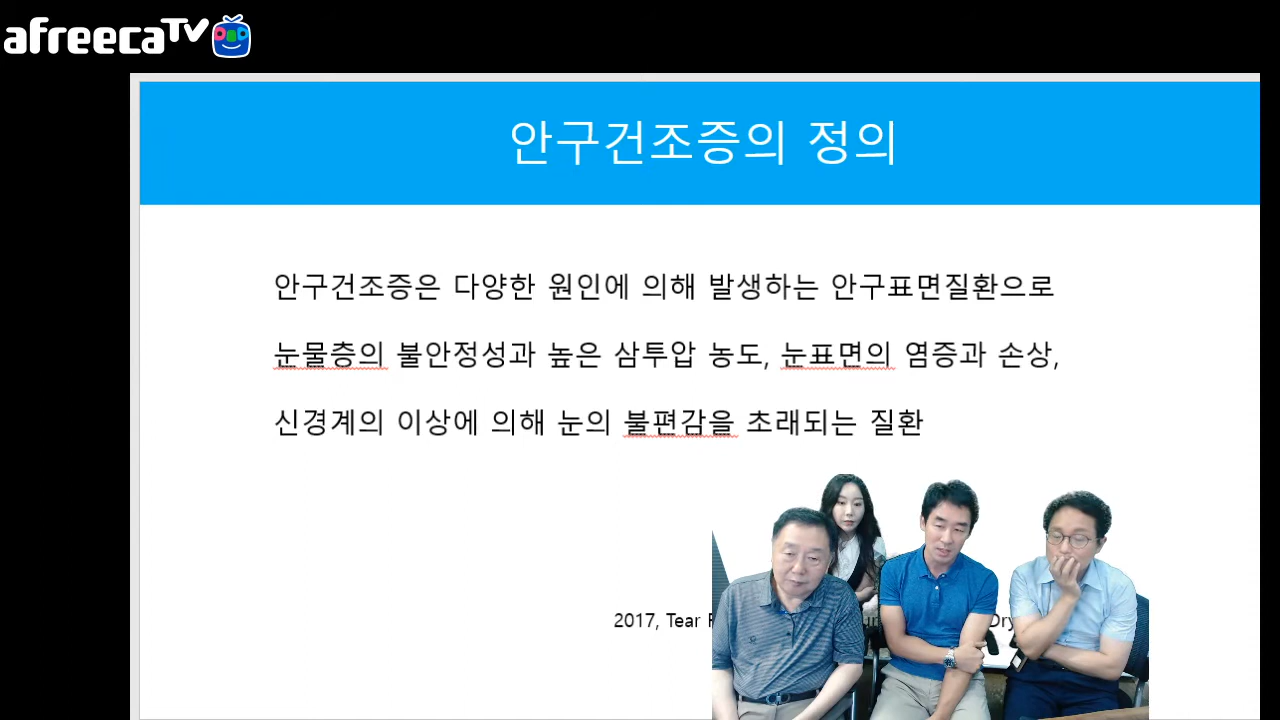 afreecaTV
안구건조증의 정의
안구건조증은 다양한 원인에 의해 발생하는 안구표면질환으로
눈물층의 불안정성과 높은 삼투압 농도, 눈표면의 염증과 손상,
신경계의 이상에 의해 눈의 불편감을 초래되는 질환
2017, Tear